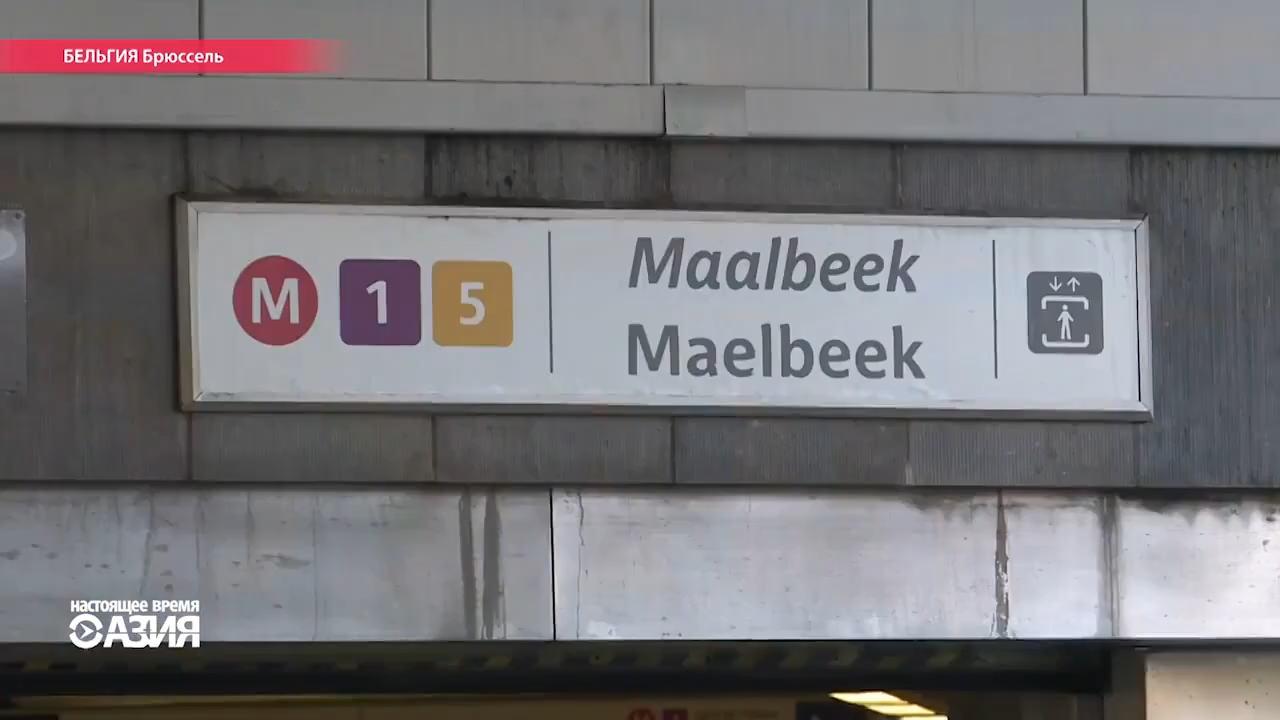 БЕЛЬГИЯ Брюссель
M 1 5
Maalbeek
Maelbeek
НАСТОЯЩЕЕ ВРЕМЯ
АЗИЯ